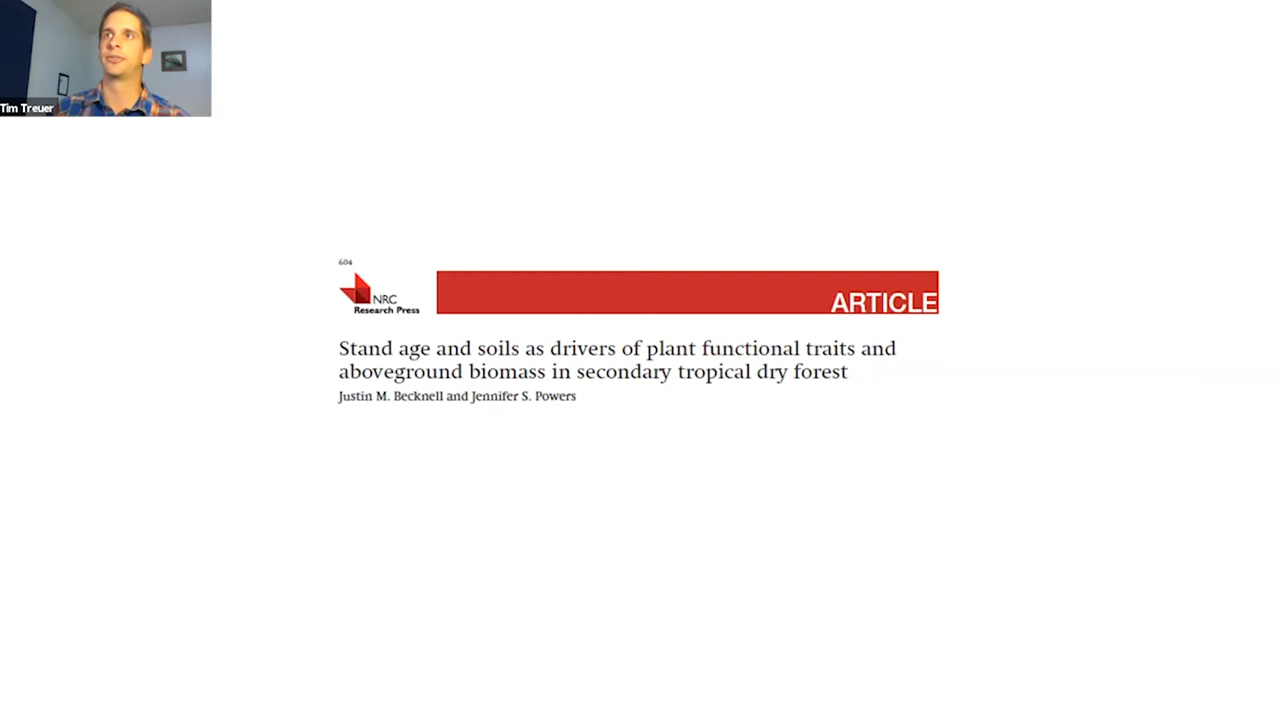 Tim Treuer
604
NRC
Research Press
ARTICLE
Stand age and soils as drivers of plant functional traits and
aboveground biomass in secondary tropical dry forest
Justin M. Becknell and Jennifer S. Powers